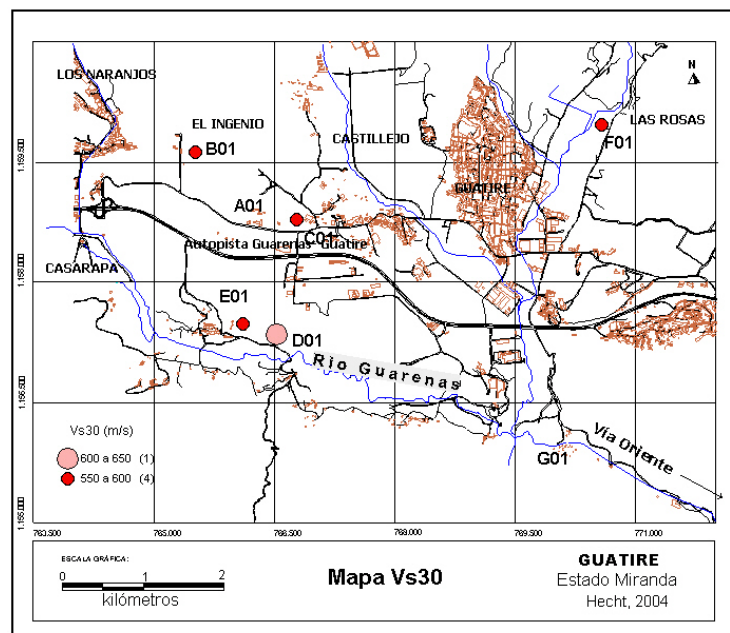 N
LOS NARANJOS
EL INGENIO
B01
CASTILLEJO
LAS ROSAS
F01
GUATIRE
A01
C01
Autopista Guarenas Guatire
CASARAPA
E01
D01
Río Guarenas
G01
Vía Oriente
Vs30 (m/s)
600 a 650 (1)
550 a 600 (4)
1.159.500
1.158.000
1.156.500
1.155.000
763.500
765.000
766.500
768.000
769.500
771.000
ESCALA GRÁFICA:
0 1 2
kilómetros
Mapa Vs30
GUATIRE
Estado Miranda
Hecht, 2004